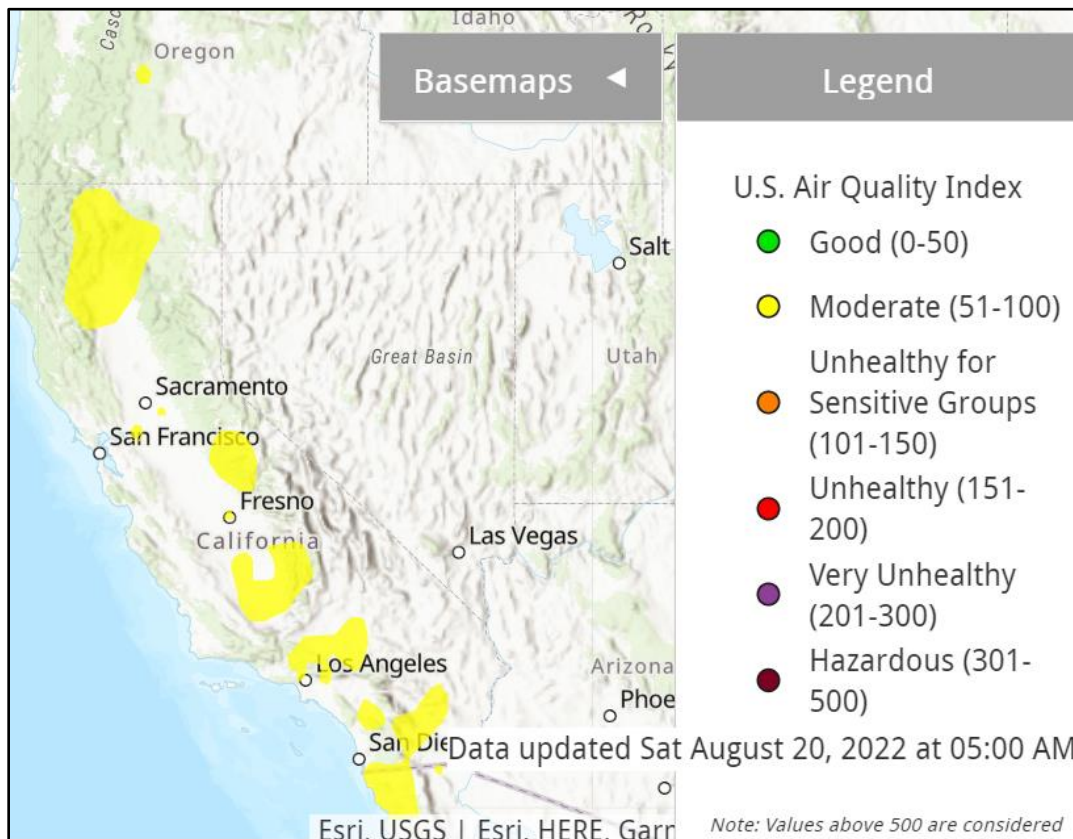 Idaho
Casc
Oregon
Ro
Basemaps
Legend
U.S. Air Quality Index
Good (0-50)
Moderate (51-100)
Unhealthy for
Sensitive Groups
(101-150)
Unhealthy (151-
200)
Very Unhealthy
(201-300)
Hazardous (301-
500)
Salt
Great Basin
Utah
Sacramento
San Francisco
Fresno
California
Las Vegas
Los Angeles
Arizona
Phoe
San Die
Data updated Sat August 20, 2022 at 05:00 AM
Esri, USGS | Esri, HERE, Garm
Note: Values above 500 are considered